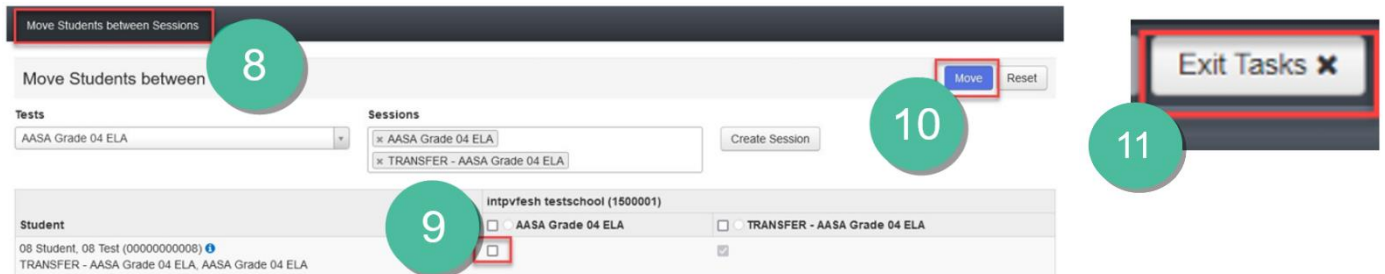 Move Students between Sessions
8
Move Students between
Move
Reset
10
Exit Tasks ✖
11
Tests
Sessions
AASA Grade 04 ELA
× AASA Grade 04 ELA
× TRANSFER - AASA Grade 04 ELA
Create Session
9
intpvfesh testschool (1500001)
Student
AASA Grade 04 ELA
TRANSFER - AASA Grade 04 ELA
08 Student, 08 Test (00000000008)
TRANSFER - AASA Grade 04 ELA, AASA Grade 04 ELA